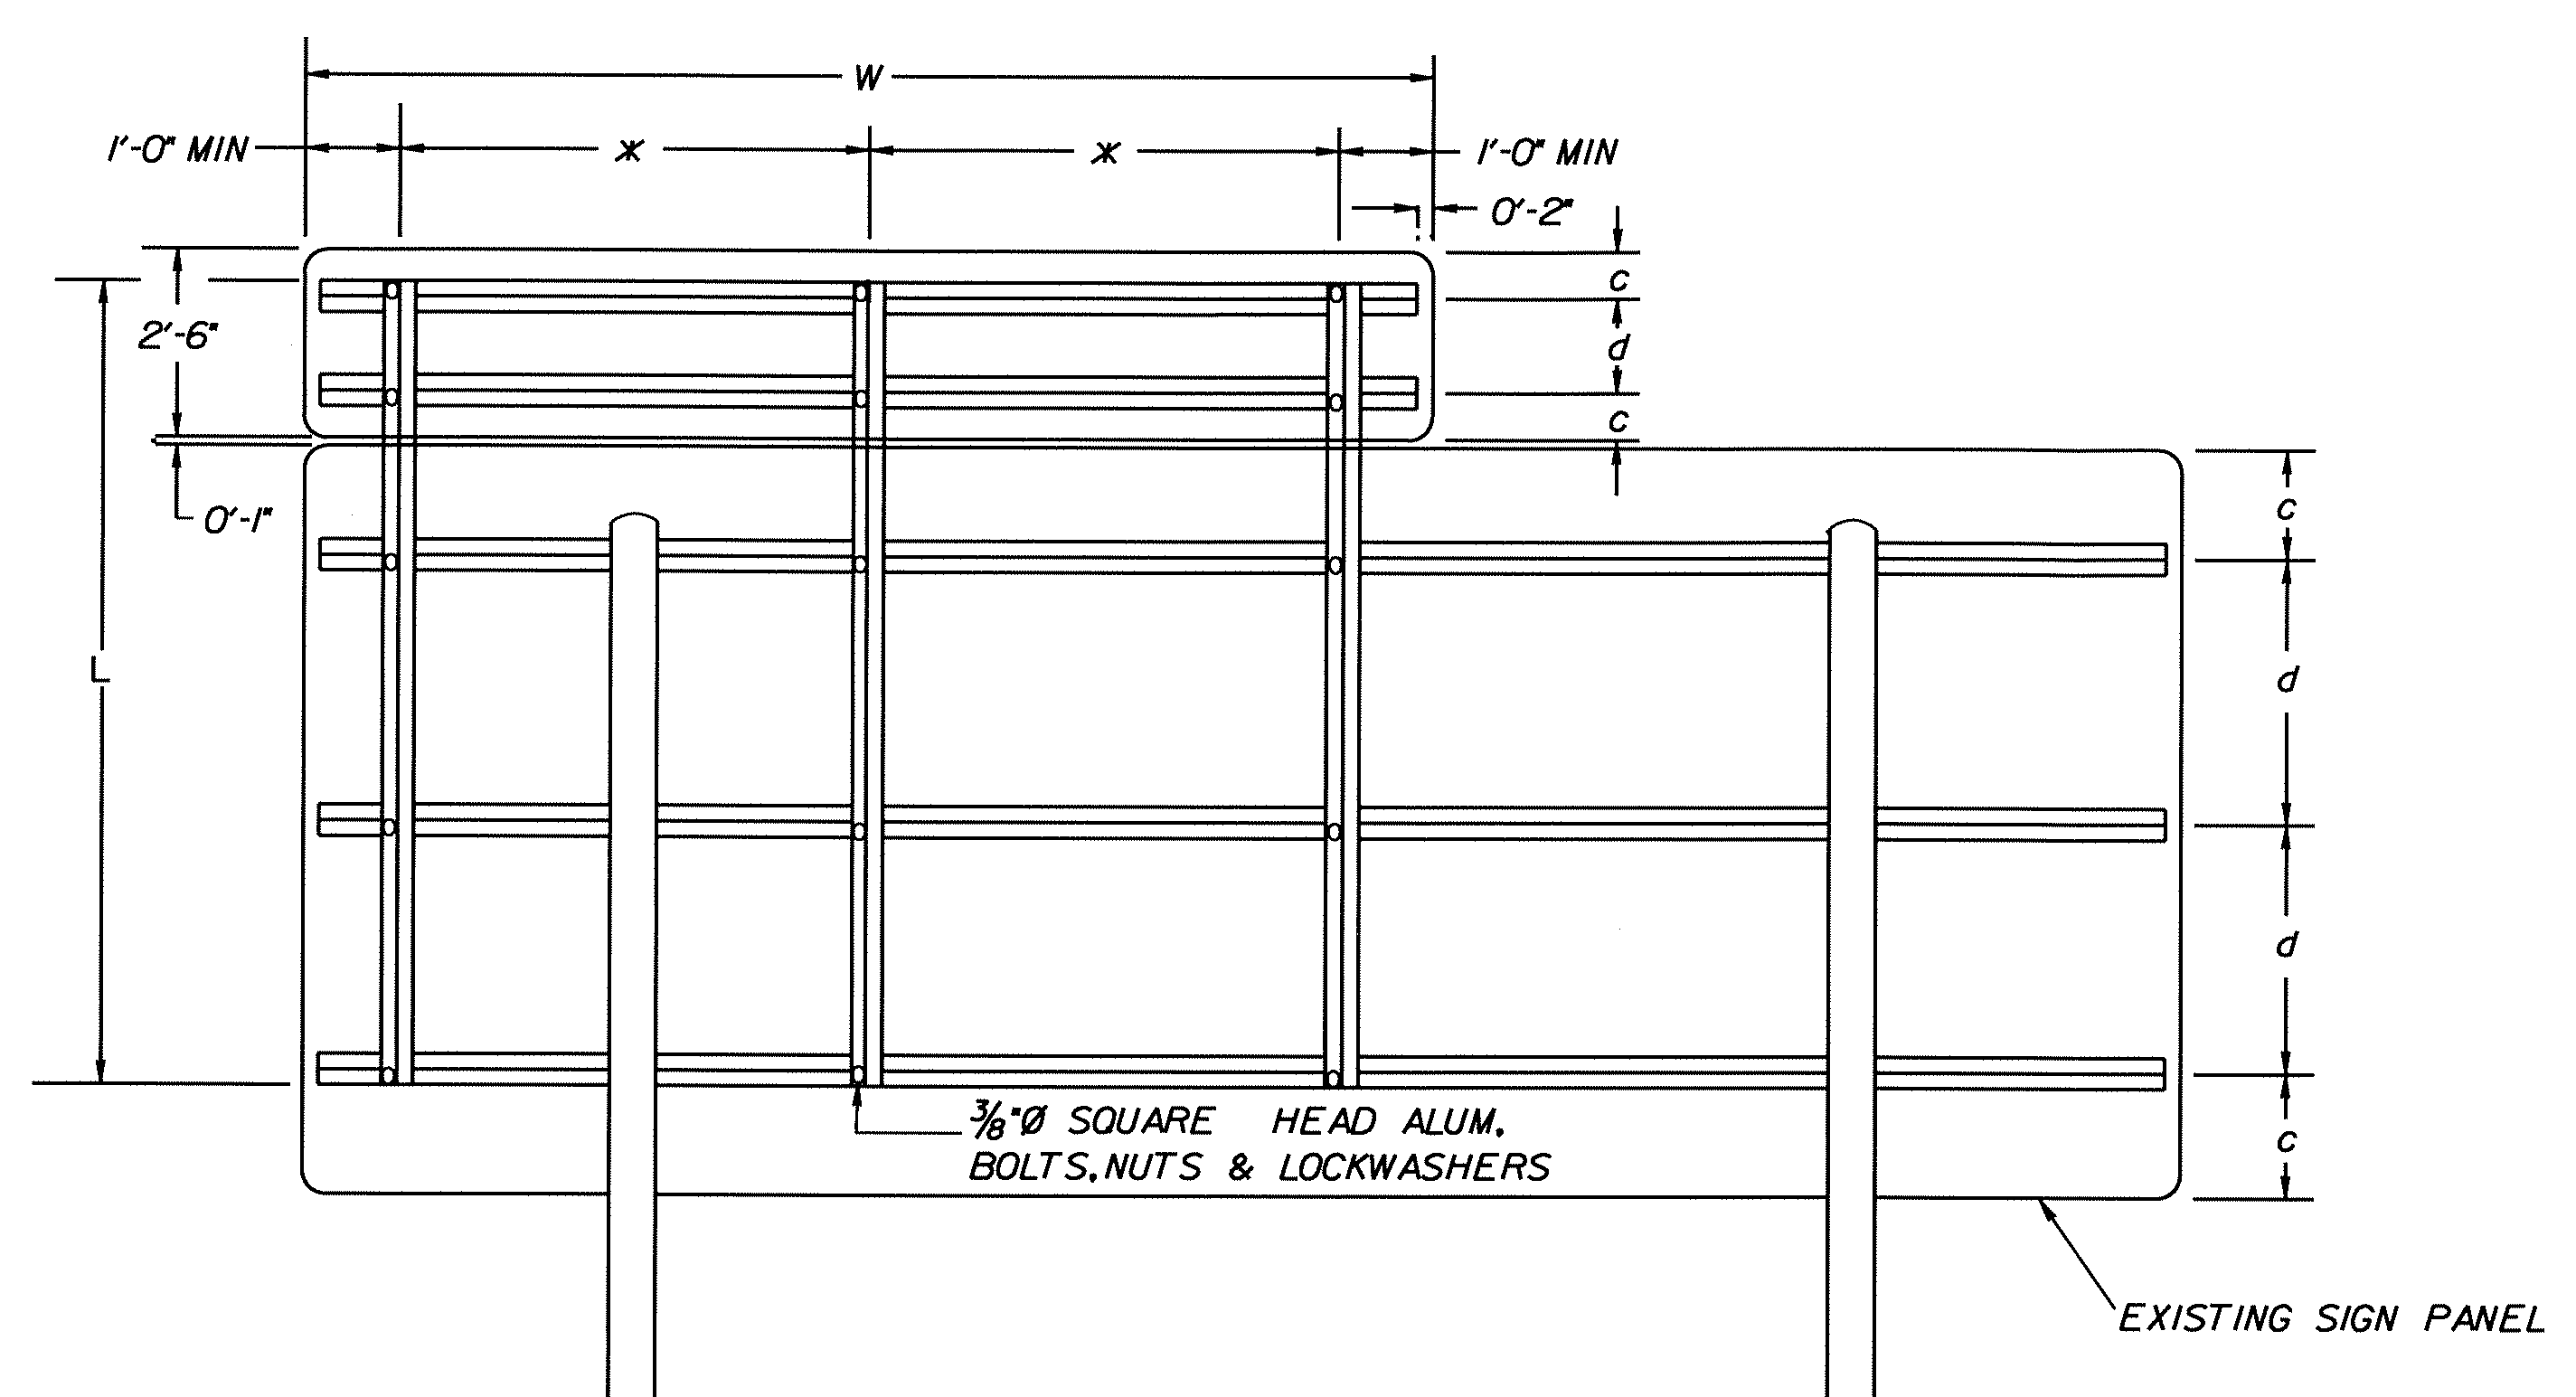 W
1'-0" MIN
*
*
1'-0" MIN
0'-2"
c
2'-6"
d
c
0'-1"
c
L
d
d
3/8"Ø SQUARE HEAD ALUM.
BOLTS, NUTS & LOCKWASHERS
c
EXISTING SIGN PANEL